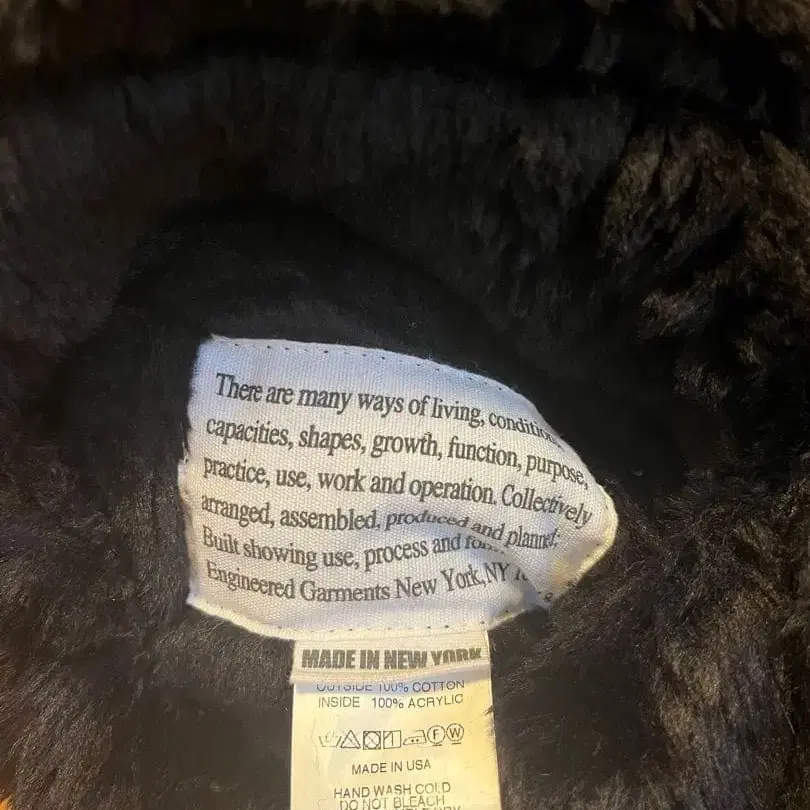 There are many ways of living,
capacities, shapes, growth, function, purpose,
practice, use, work and operation. Collectively
arranged, assembled, produced and planned;
Built showing use, process and
Engineered Garments New York, NY
MADE IN NEW YORK
OUTSIDE 100% COTTON
INSIDE 100% ACRYLIC
F W
MADE IN USA
HAND WASH COLD
DO NOT BLEACH